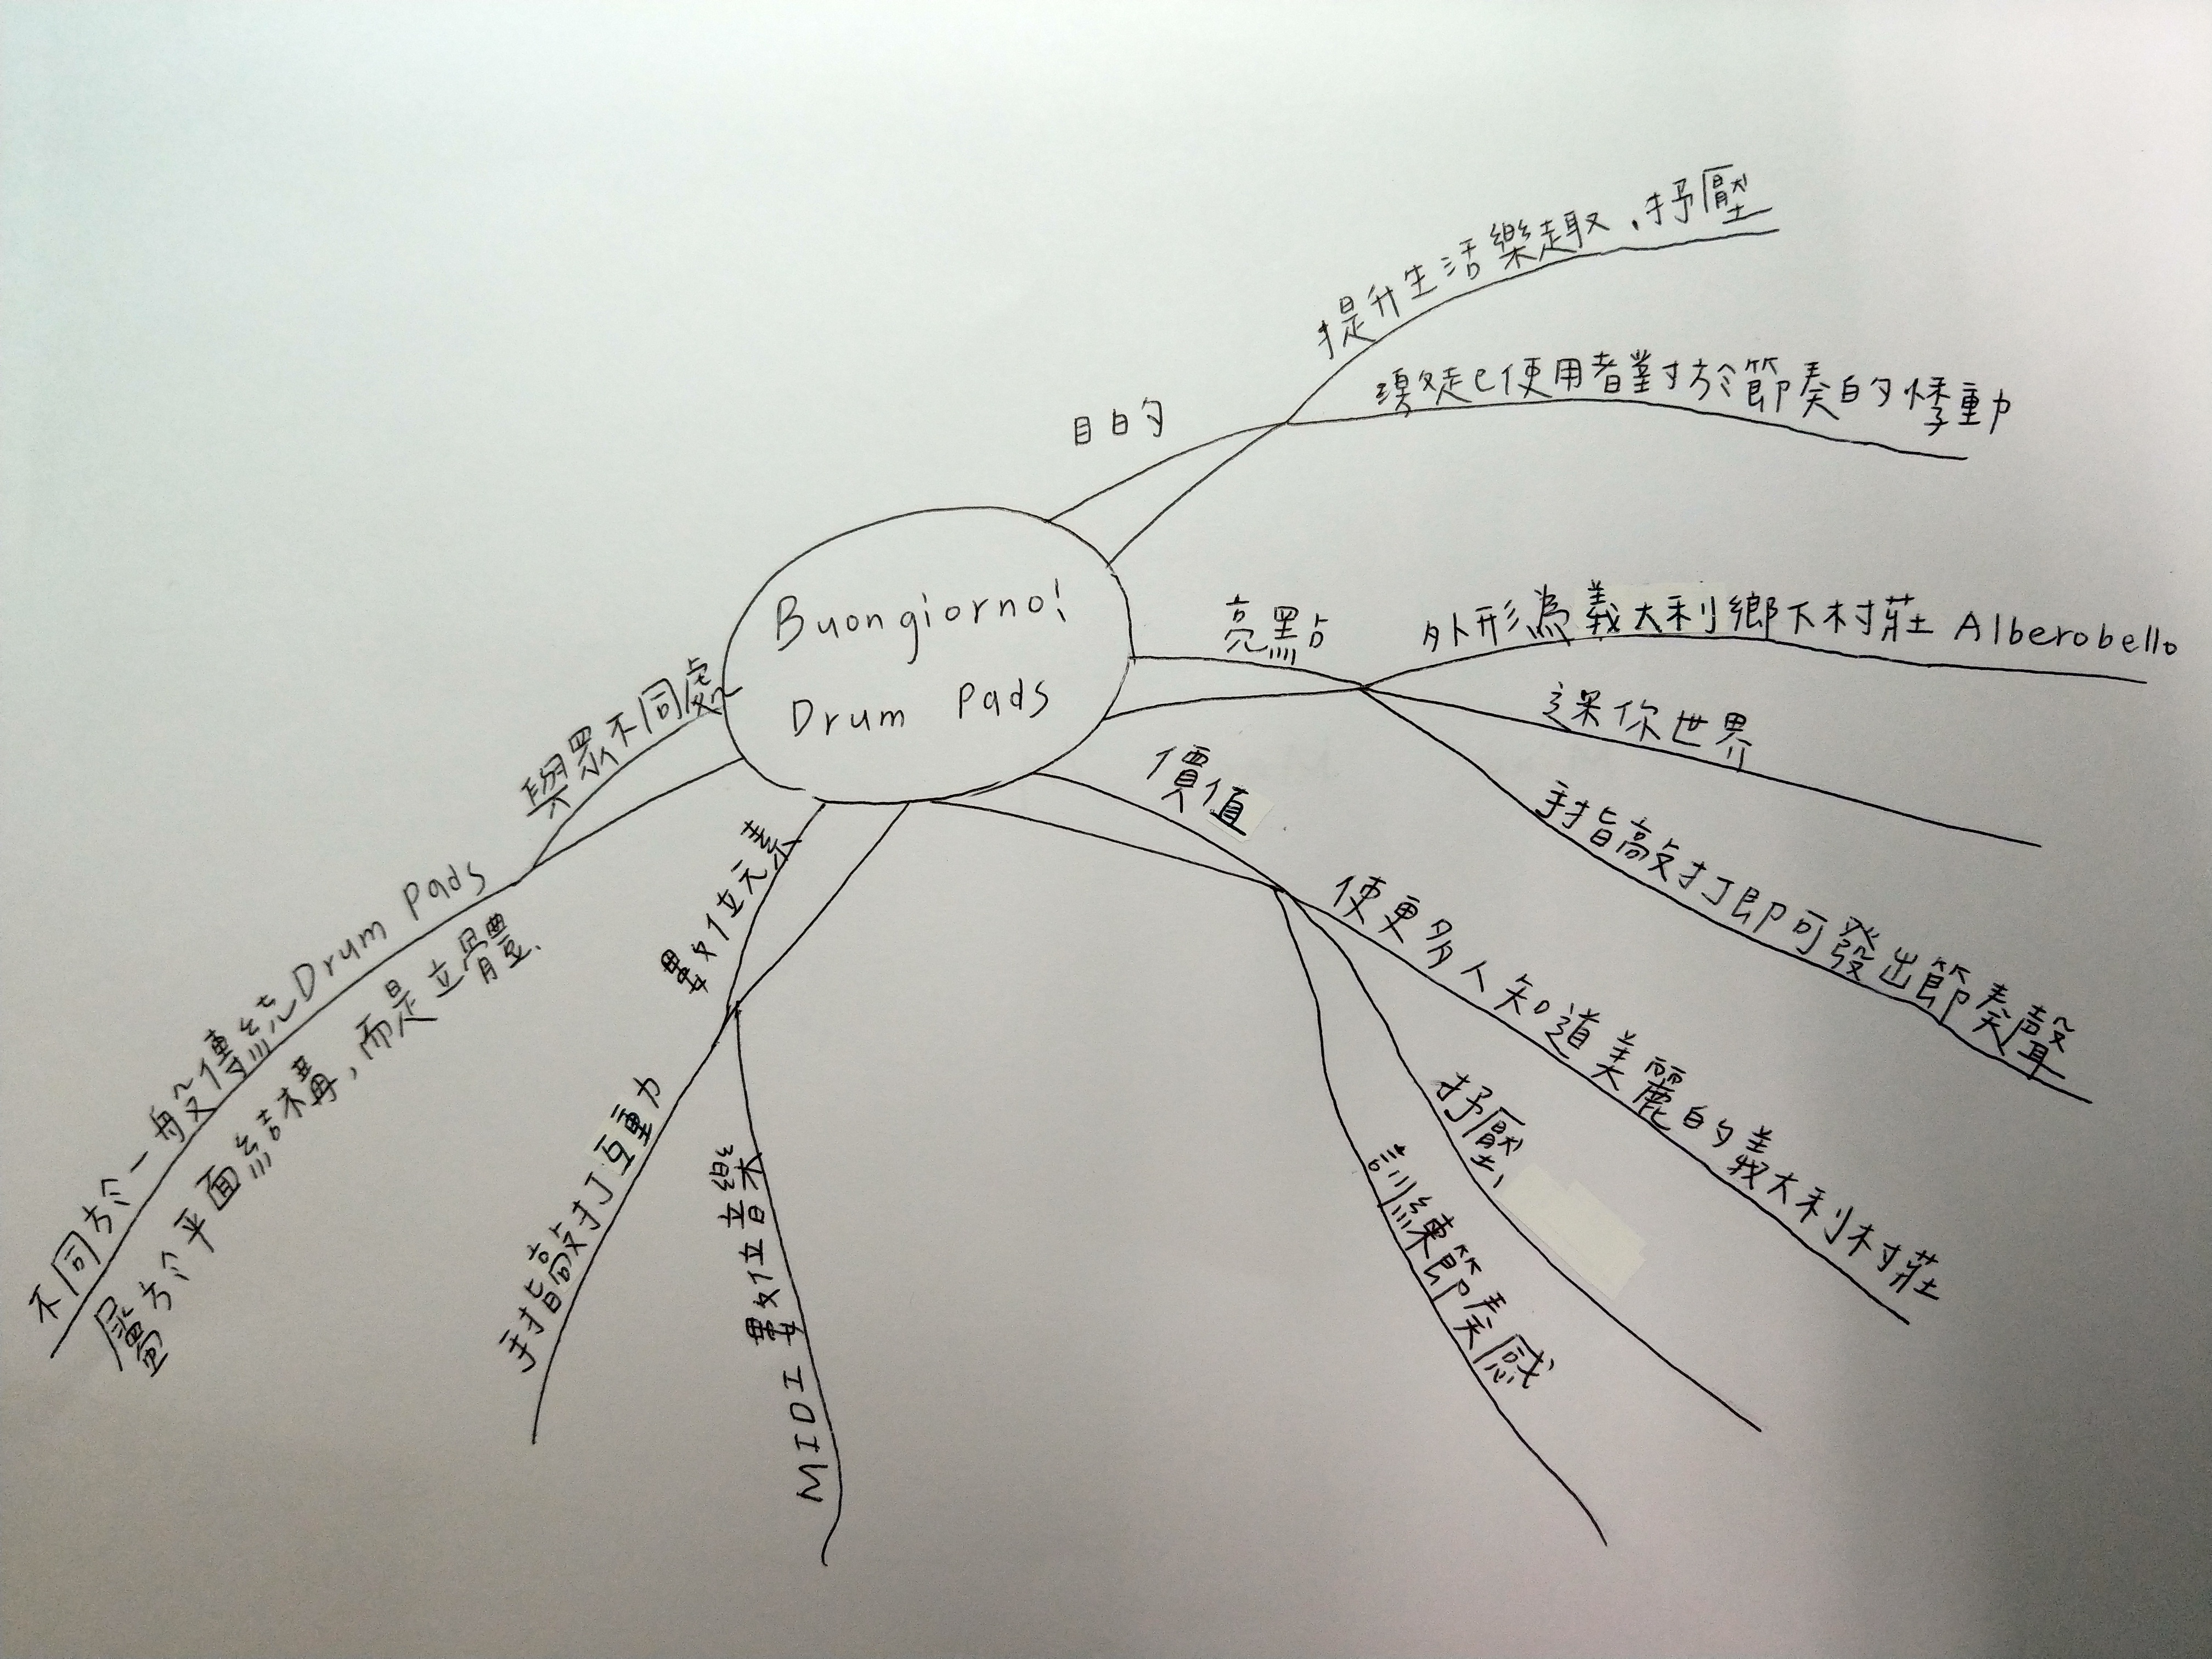 Buongiorno!
Drum Pads
目的
提升生活樂趣、抒壓
使用者對於節奏的悸動
亮點
外形為義大利鄉下村莊 Alberobello
迷你世界
手指敲打即可發出節奏聲
價值
使更多人知道美麗的義大利村莊
抒壓
訓練節奏感
數位元素
MIDI 數位音樂
手指敲打互動
與眾不同處
不同於一般傳統Drum Pads
屬於平面結構,而是立體